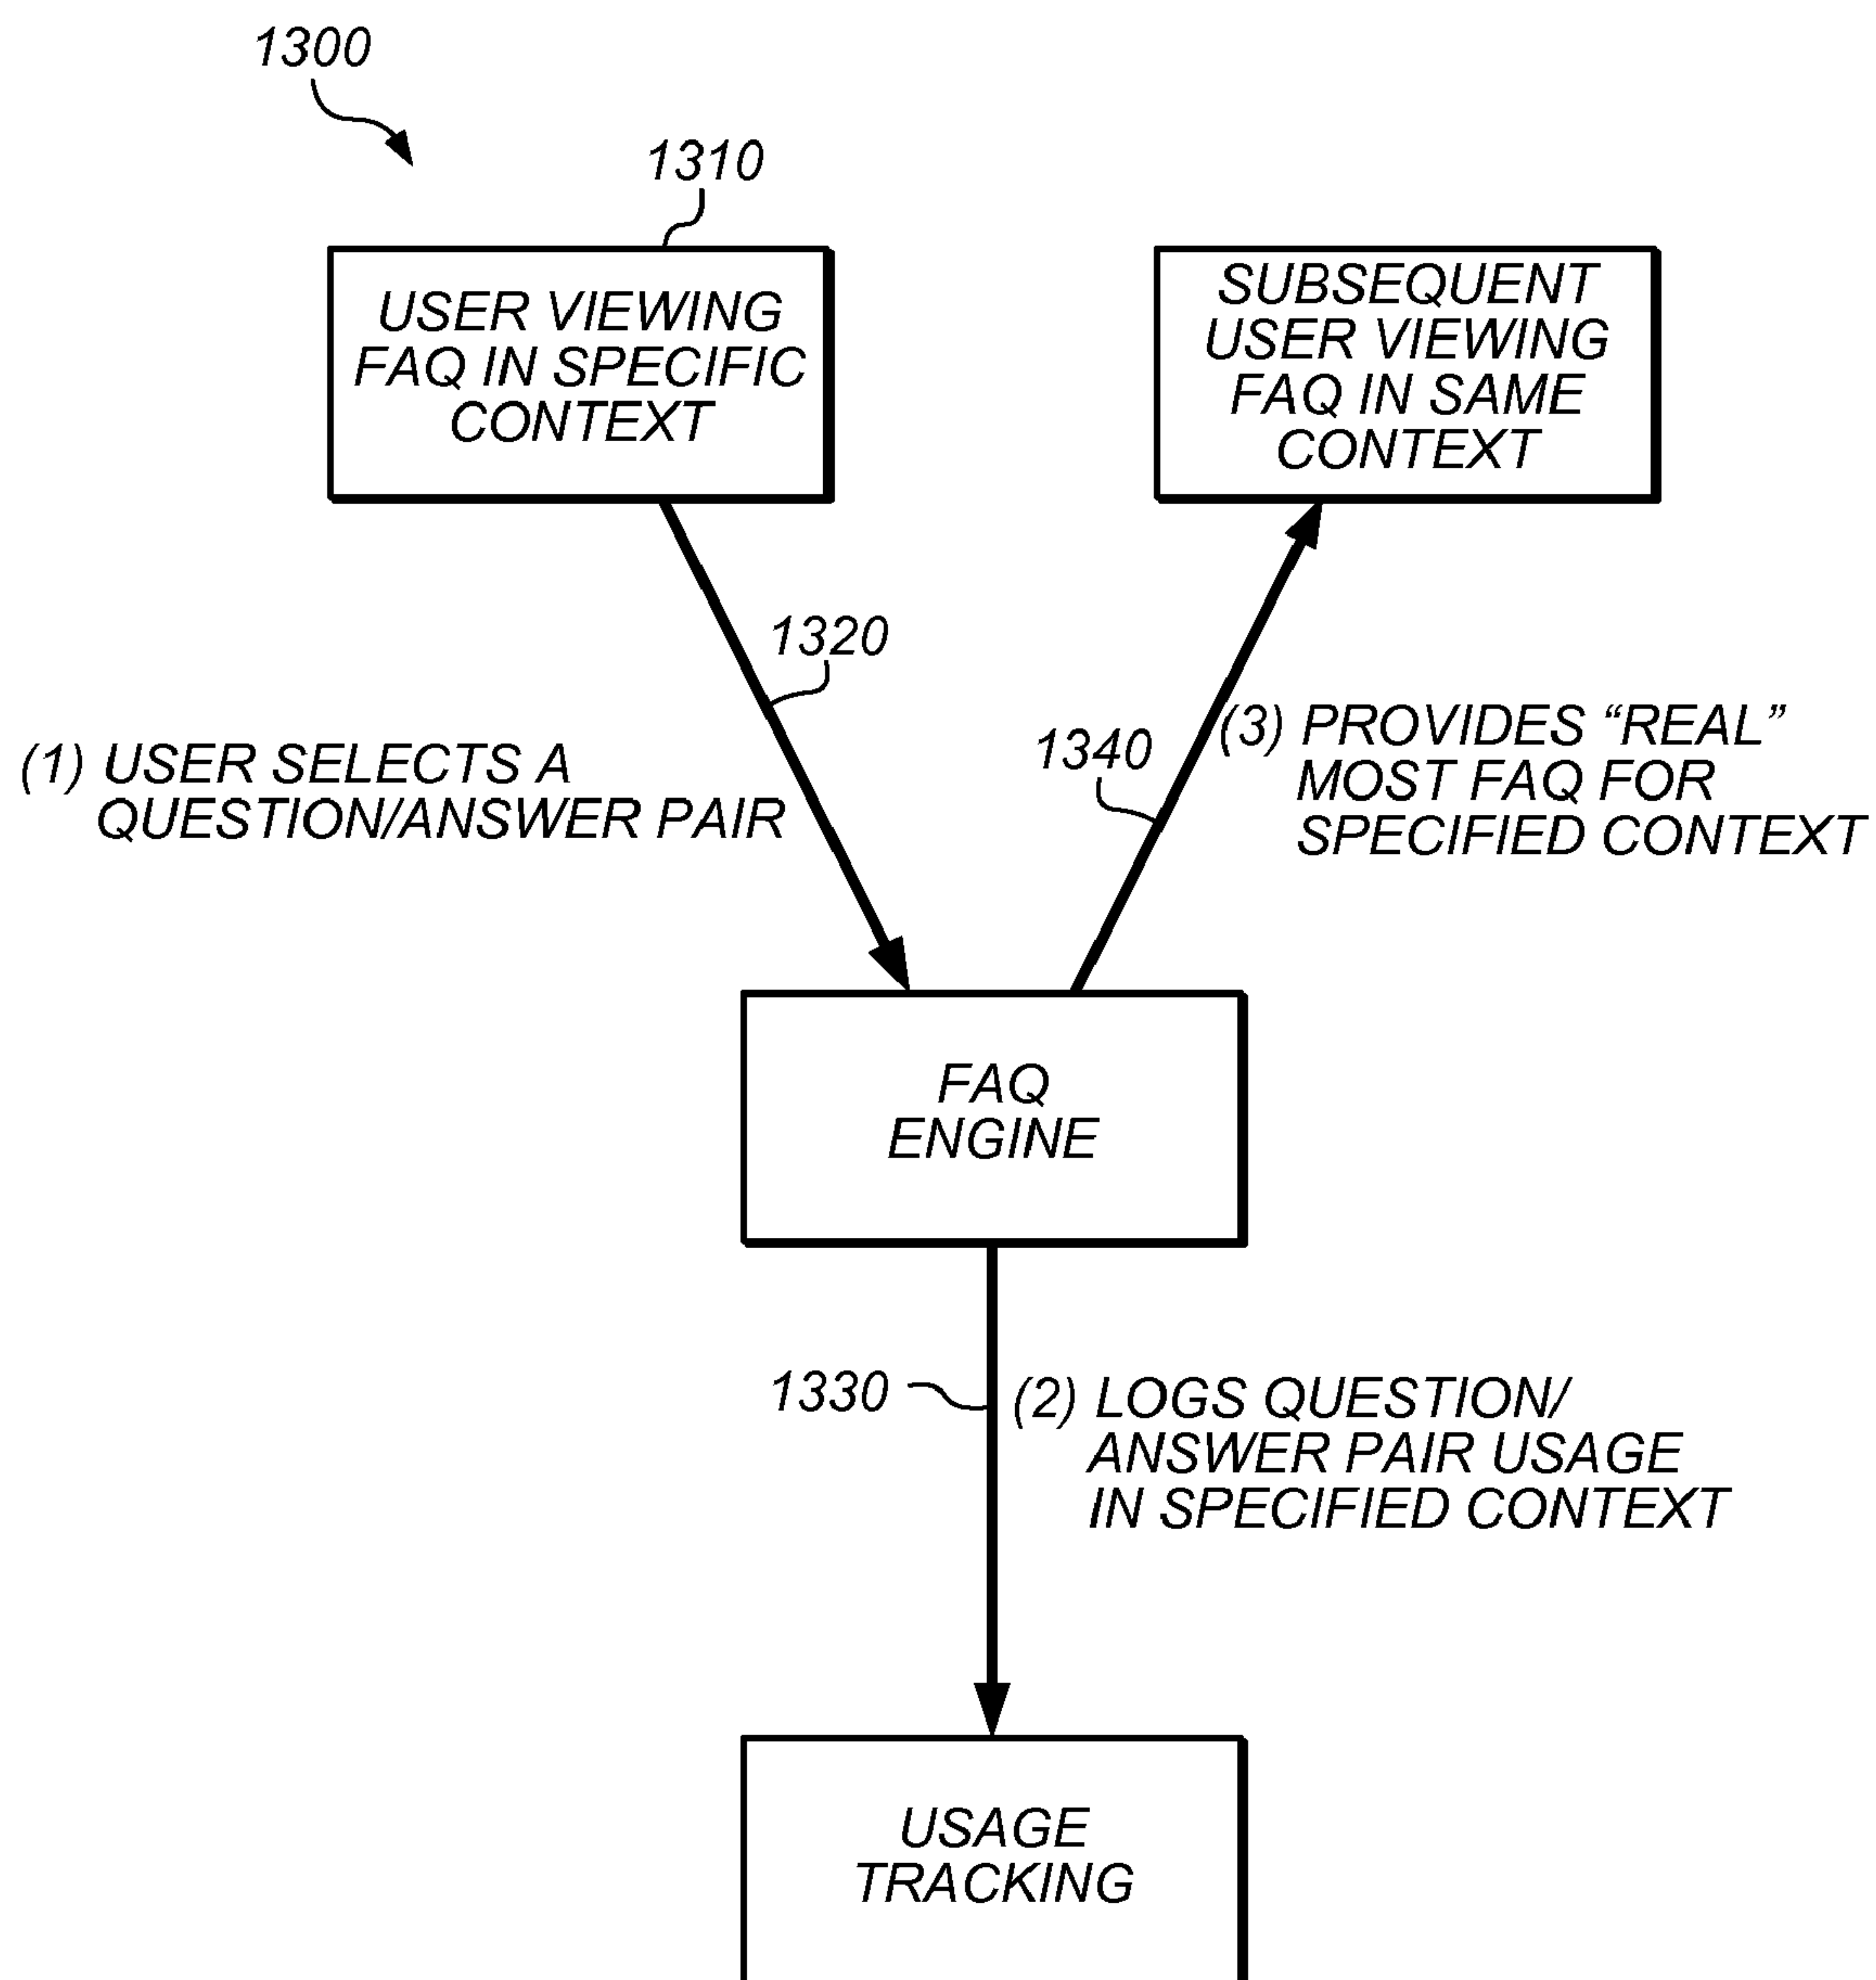 1300
1310
USER VIEWING
FAQ IN SPECIFIC
CONTEXT
SUBSEQUENT
USER VIEWING
FAQ IN SAME
CONTEXT
1320
(1) USER SELECTS A
QUESTION/ANSWER PAIR
1340
(3) PROVIDES “REAL”
MOST FAQ FOR
SPECIFIED CONTEXT
FAQ
ENGINE
1330
(2) LOGS QUESTION/
ANSWER PAIR USAGE
IN SPECIFIED CONTEXT
USAGE
TRACKING